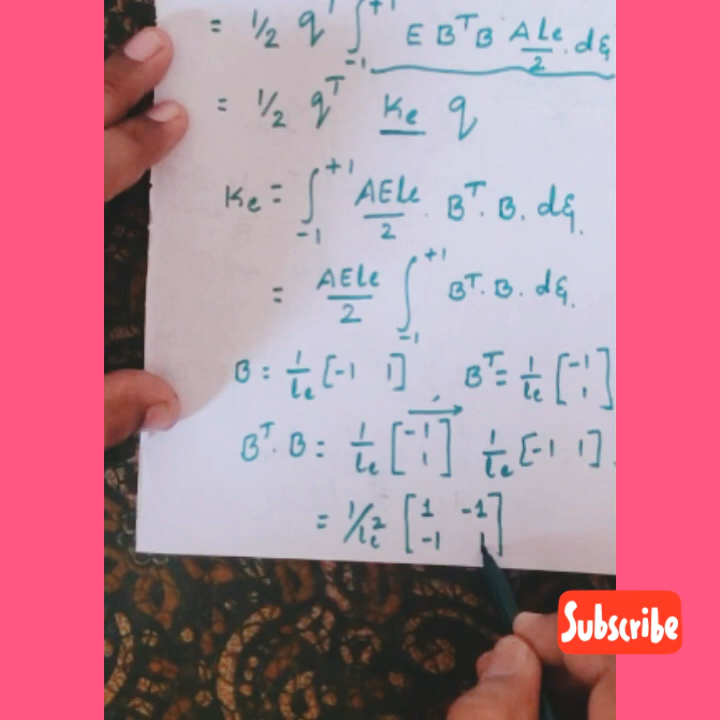 = 1/2 q^T ∫_{-1}^{+1} E B^T B ALe/2 . dξ
= 1/2 q^T Ke q
Ke = ∫_{-1}^{+1} AEle/2 . B^T. B. dξ.
= AEle/2 ∫_{-1}^{+1} B^T. B. dξ.
B = 1/le [-1 1] B^T = 1/le [-1 1]
B^T. B = 1/le [-1 1] 1/le [-1 1].
= 1/le^2 [1 -1 -1 1]
Subscribe